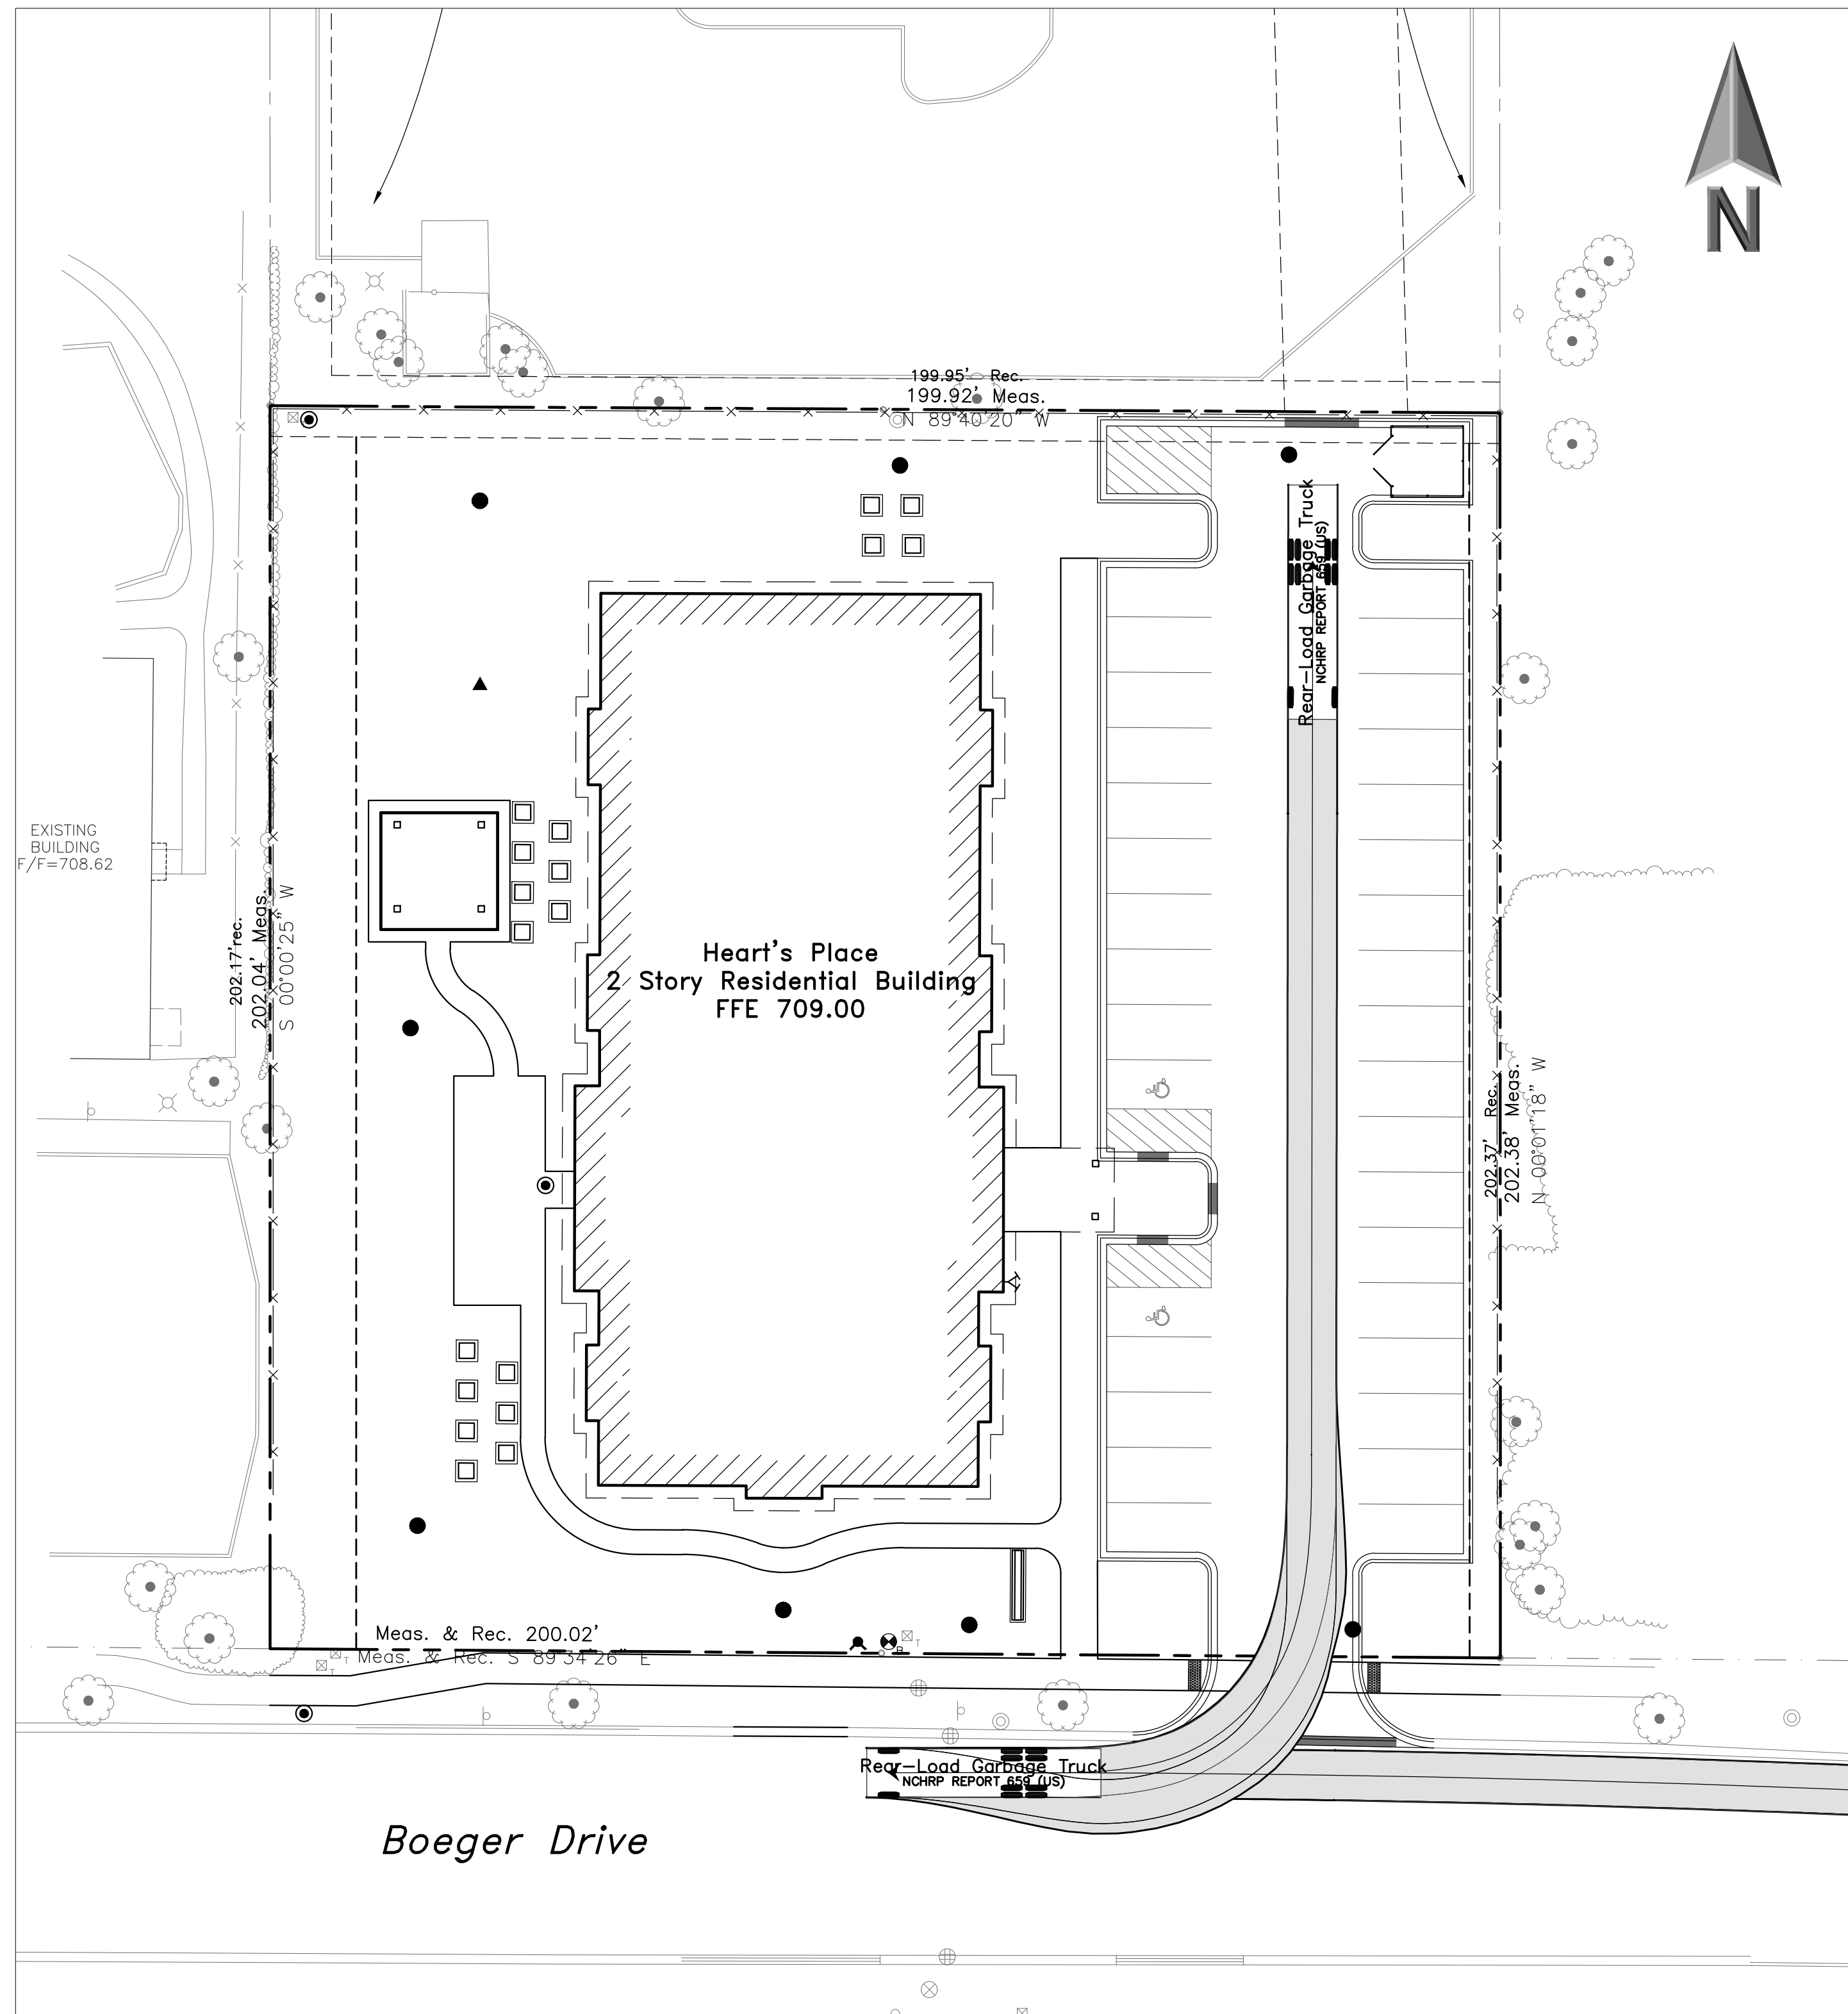 N
199.95' Rec.
199.92' Meas.
N 89°40'20" W
Rear-Load Garbage Truck
NCHRP REPORT 659 (US)
EXISTING
BUILDING
F/F=708.62
202.17'rec.
202.04' Meas.
S 00°00'25" W
Heart's Place
2 Story Residential Building
FFE 709.00
202.37' Rec.
202.38' Meas.
N 00°01'18" W
Meas. & Rec. 200.02'
Meas. & Rec. S 89°34'26" E
T
T
T
B
Rear-Load Garbage Truck
NCHRP REPORT 659 (US)
Boeger Drive